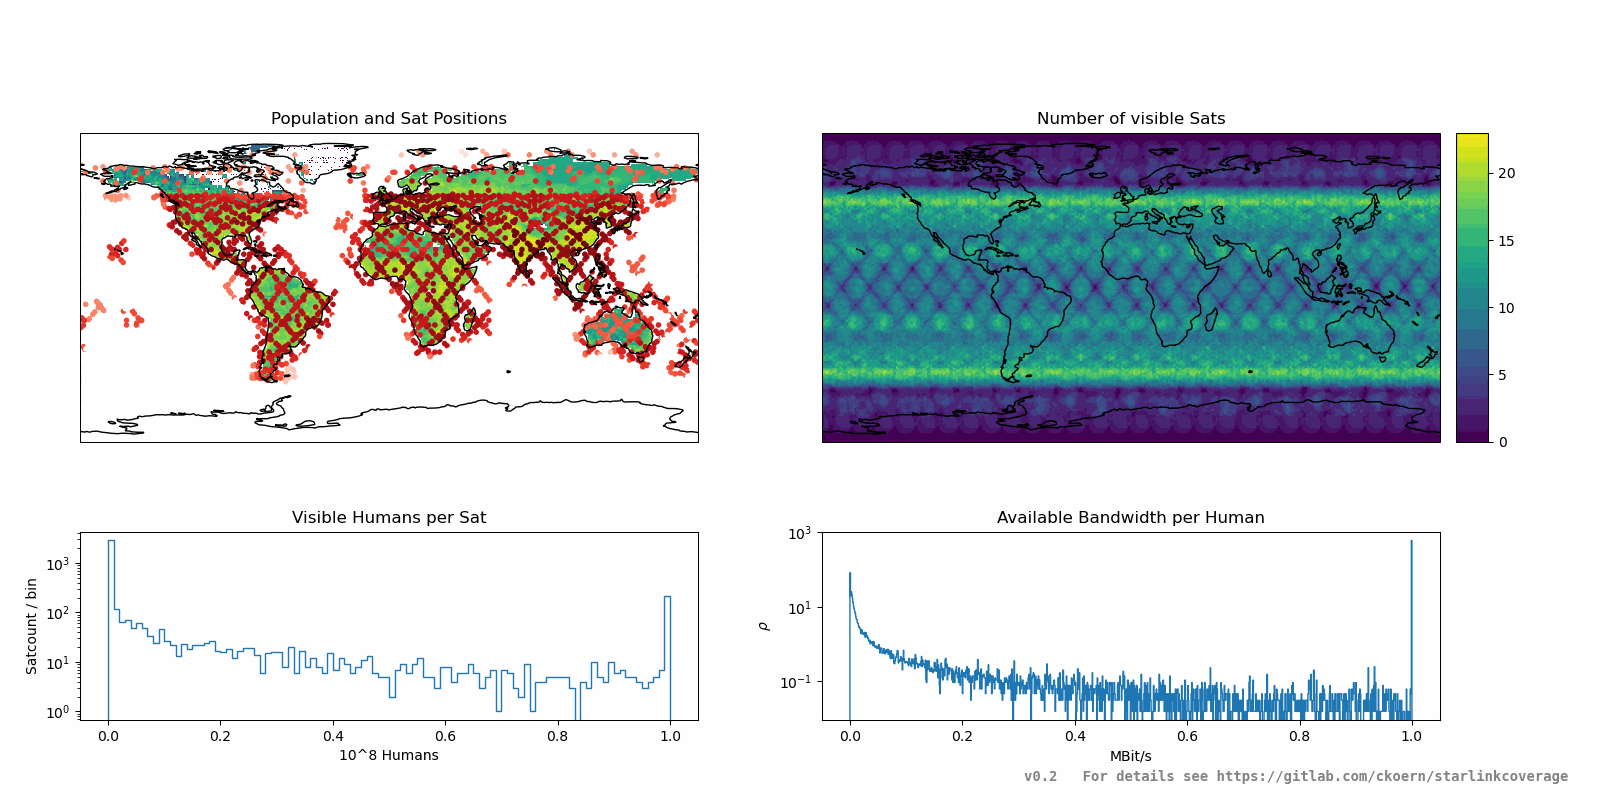 Population and Sat Positions
Number of visible Sats
20
15
10
5
0
Visible Humans per Sat
Satcount / bin
10^3
10^2
10^1
10^0
0.0 0.2 0.4 0.6 0.8 1.0
10^8 Humans
Available Bandwidth per Human
ρ
10^3
10^1
10^−1
0.0 0.2 0.4 0.6 0.8 1.0
MBit/s
v0.2 For details see https://gitlab.com/ckoern/starlinkcoverage